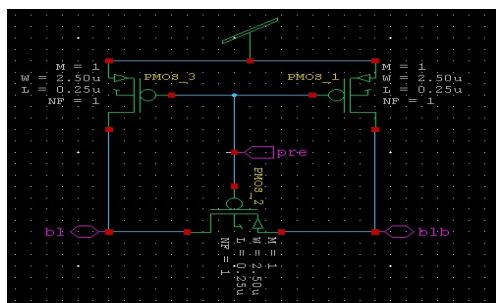 M = 1
W = 2.50u
L = 0.25u
NF = 1
PMOS_3
PMOS_1
M = 1
W = 2.50u
L = 0.25u
NF = 1
pre
PMOS_2
bl
blb
M = 1
W = 2.50u
L = 0.25u
NF = 1